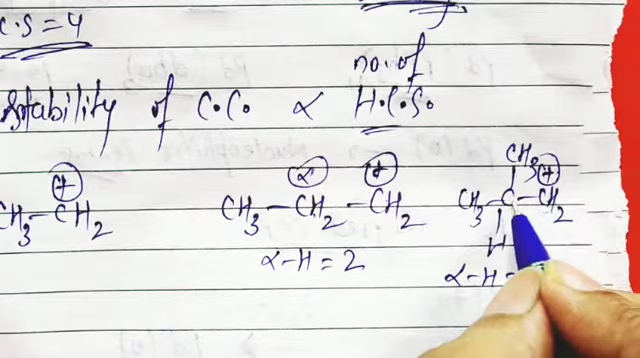 C.S = 4
no. of
Stability of C.C. ∝ H.C.S.
CH₃
⊕ α ⊕ ⊕
CH₃—CH₂ CH₃—CH₂—CH₂ CH₃—C—CH₂
H
α-H = 2 α-H =